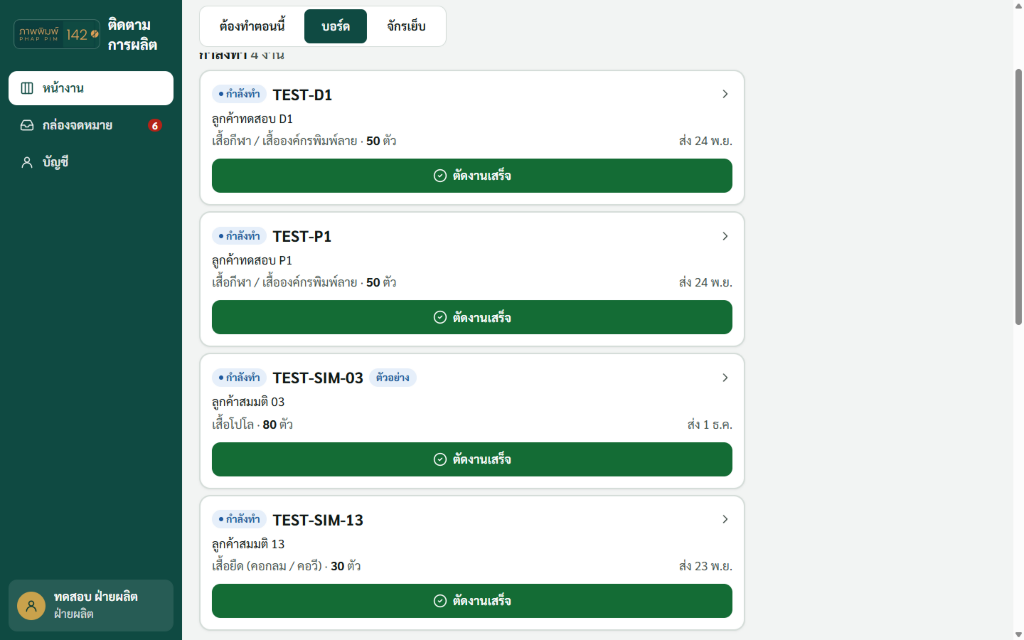 ภาพพิมพ์
PHAP PIM
142
ติดตาม
การผลิต
หน้างาน
กล่องจดหมาย 6
บัญชี
ทดสอบ ฝ่ายผลิต
ฝ่ายผลิต
ต้องทำตอนนี้ บอร์ด จักรเย็บ
กำลังทำ 4 งาน
กำลังทำ TEST-D1
ลูกค้าทดสอบ D1
เสื้อกีฬา / เสื้อองค์กรพิมพ์ลาย · 50 ตัว ส่ง 24 พ.ย.
ตัดงานเสร็จ
กำลังทำ TEST-P1
ลูกค้าทดสอบ P1
เสื้อกีฬา / เสื้อองค์กรพิมพ์ลาย · 50 ตัว ส่ง 24 พ.ย.
ตัดงานเสร็จ
กำลังทำ TEST-SIM-03 ตัวอย่าง
ลูกค้าสมมติ 03
เสื้อโปโล · 80 ตัว ส่ง 1 ธ.ค.
ตัดงานเสร็จ
กำลังทำ TEST-SIM-13
ลูกค้าสมมติ 13
เสื้อยืด (คอกลม / คอวี) · 30 ตัว ส่ง 23 พ.ย.
ตัดงานเสร็จ